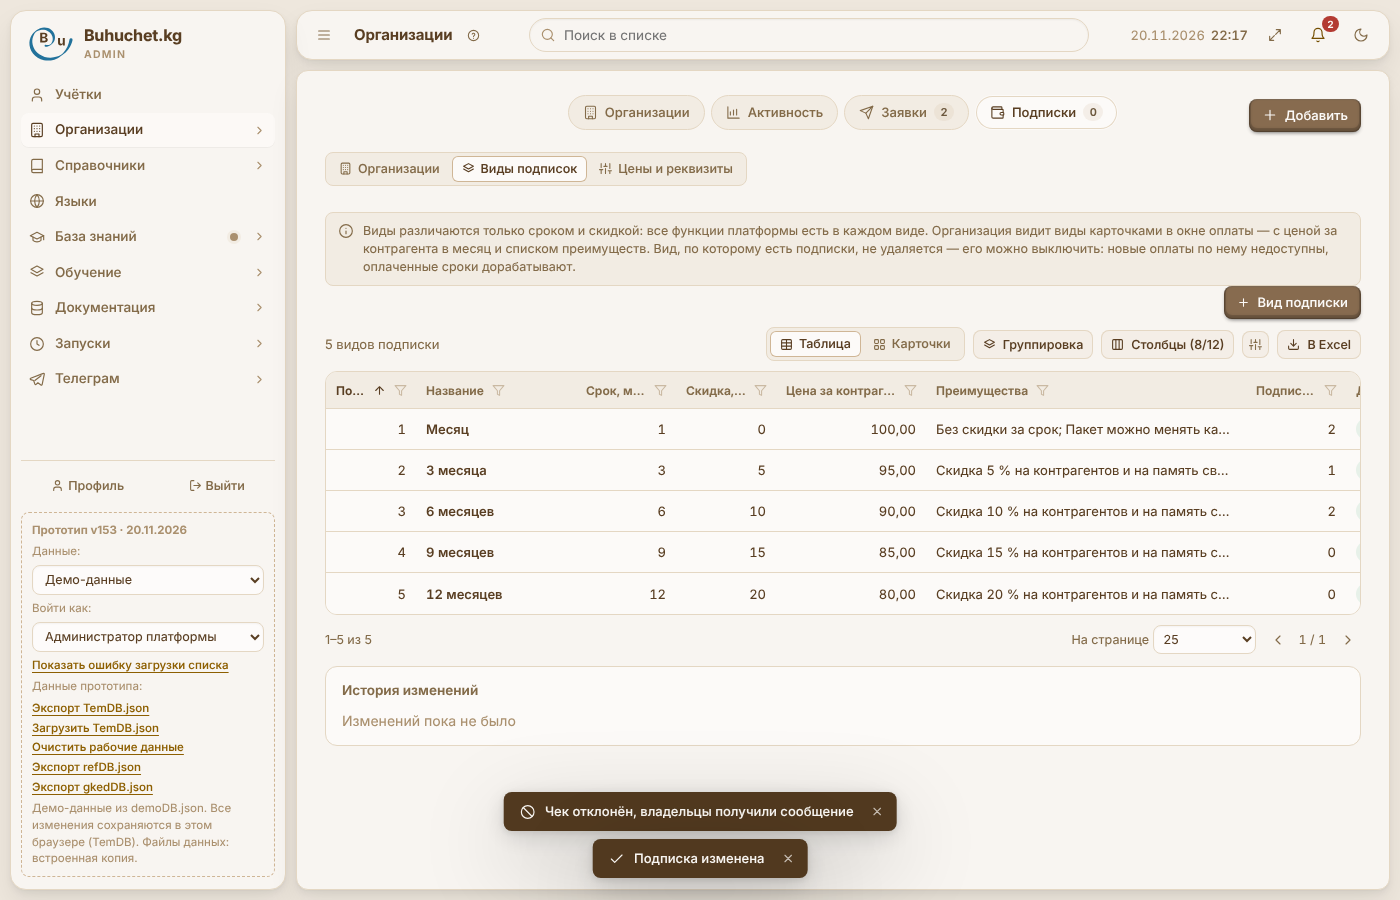 Bu
Buhuchet.kg
ADMIN
Учётки
Организации
Справочники
Языки
База знаний
Обучение
Документация
Запуски
Телеграм
Профиль
Выйти
Прототип v153 · 20.11.2026
Данные:
Демо-данные
Войти как:
Администратор платформы
Показать ошибку загрузки списка
Данные прототипа:
Экспорт TemDB.json
Загрузить TemDB.json
Очистить рабочие данные
Экспорт refDB.json
Экспорт gkedDB.json
Демо-данные из demoDB.json. Все
изменения сохраняются в этом
браузере (TemDB). Файлы данных:
встроенная копия.
Организации
Поиск в списке
20.11.2026 22:17
2
Организации
Активность
Заявки 2
Подписки 0
Добавить
Организации
Виды подписок
Цены и реквизиты
Виды различаются только сроком и скидкой: все функции платформы есть в каждом виде. Организация видит виды карточками в окне оплаты — с ценой за
контрагента в месяц и списком преимуществ. Вид, по которому есть подписки, не удаляется — его можно выключить: новые оплаты по нему недоступны,
оплаченные сроки дорабатывают.
Вид подписки
5 видов подписки
Таблица
Карточки
Группировка
Столбцы (8/12)
В Excel
По... Название Срок, м... Скидка,... Цена за контраг... Преимущества Подпис...
1 Месяц 1 0 100,00 Без скидки за срок; Пакет можно менять ка... 2
2 3 месяца 3 5 95,00 Скидка 5 % на контрагентов и на память св... 1
3 6 месяцев 6 10 90,00 Скидка 10 % на контрагентов и на память с... 2
4 9 месяцев 9 15 85,00 Скидка 15 % на контрагентов и на память с... 0
5 12 месяцев 12 20 80,00 Скидка 20 % на контрагентов и на память с... 0
1–5 из 5
На странице 25
1 / 1
История изменений
Изменений пока не было
Чек отклонён, владельцы получили сообщение
Подписка изменена